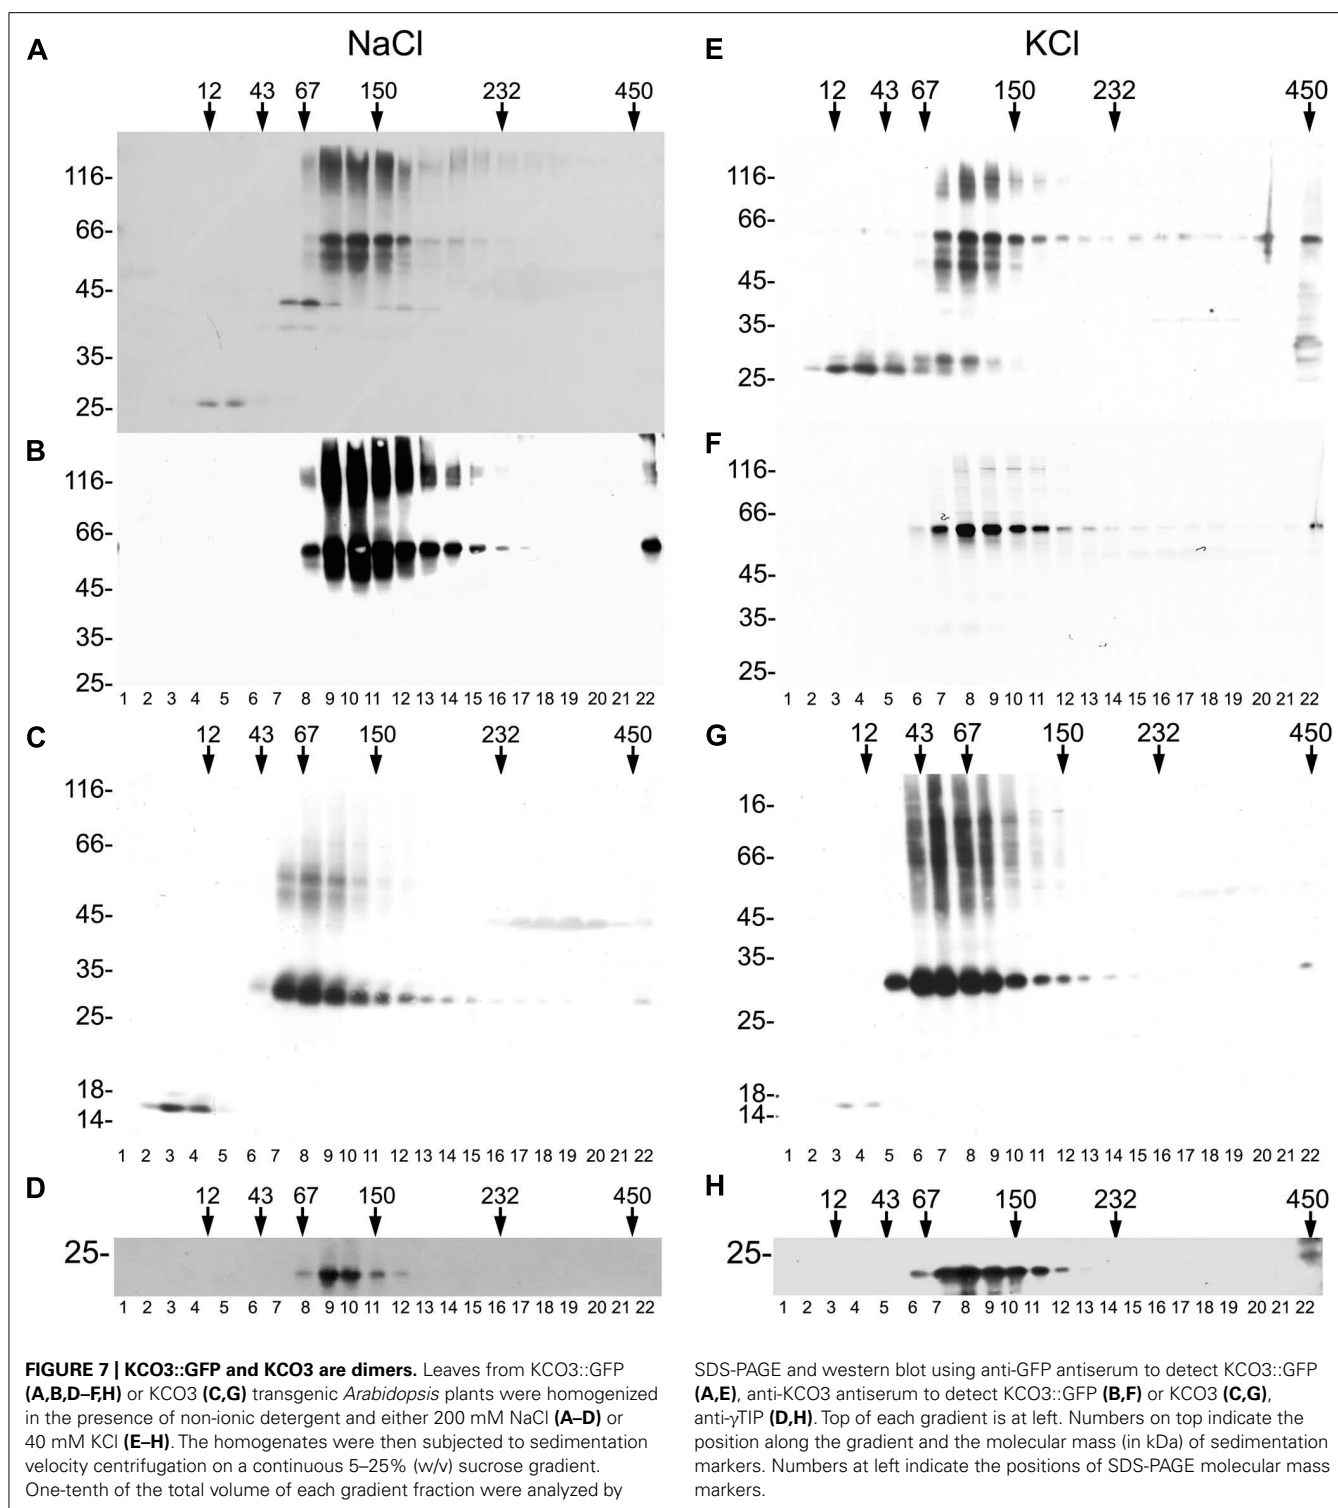 A
NaCl
12 43 67 150 232 450
116-
66-
45-
35-
25-
B
116-
66-
45-
35-
25-
1 2 3 4 5 6 7 8 9 10 11 12 13 14 15 16 17 18 19 20 21 22
C
12 43 67 150 232 450
116-
66-
45-
35-
25-
18-
14-
1 2 3 4 5 6 7 8 9 10 11 12 13 14 15 16 17 18 19 20 21 22
D
12 43 67 150 232 450
25-
1 2 3 4 5 6 7 8 9 10 11 12 13 14 15 16 17 18 19 20 21 22
E
KCl
12 43 67 150 232 450
116-
66-
45-
35-
25-
F
116-
66-
45-
35-
25-
1 2 3 4 5 6 7 8 9 10 11 12 13 14 15 16 17 18 19 20 21 22
G
12 43 67 150 232 450
16-
66-
45-
35-
25-
18-
14-
1 2 3 4 5 6 7 8 9 10 11 12 13 14 15 16 17 18 19 20 21 22
H
12 43 67 150 232 450
25-
1 2 3 4 5 6 7 8 9 10 11 12 13 14 15 16 17 18 19 20 21 22
FIGURE 7 | KCO3::GFP and KCO3 are dimers. Leaves from KCO3::GFP
(A,B,D–F,H) or KCO3 (C,G) transgenic Arabidopsis plants were homogenized
in the presence of non-ionic detergent and either 200 mM NaCl (A–D) or
40 mM KCl (E–H). The homogenates were then subjected to sedimentation
velocity centrifugation on a continuous 5–25% (w/v) sucrose gradient.
One-tenth of the total volume of each gradient fraction were analyzed by
SDS-PAGE and western blot using anti-GFP antiserum to detect KCO3::GFP
(A,E), anti-KCO3 antiserum to detect KCO3::GFP (B,F) or KCO3 (C,G),
anti-γTIP (D,H). Top of each gradient is at left. Numbers on top indicate the
position along the gradient and the molecular mass (in kDa) of sedimentation
markers. Numbers at left indicate the positions of SDS-PAGE molecular mass
markers.